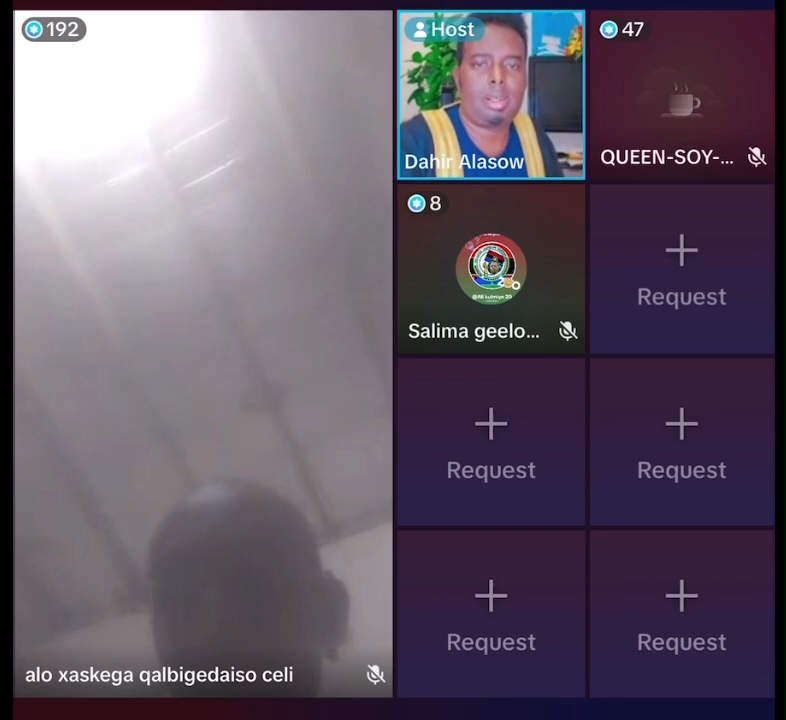 192
Host
Dahir Alasow
47
QUEEN-SOY-...
8
Salima geelo...
Request
Request
Request
Request
Request
alo xaskega qalbigedaiso celi